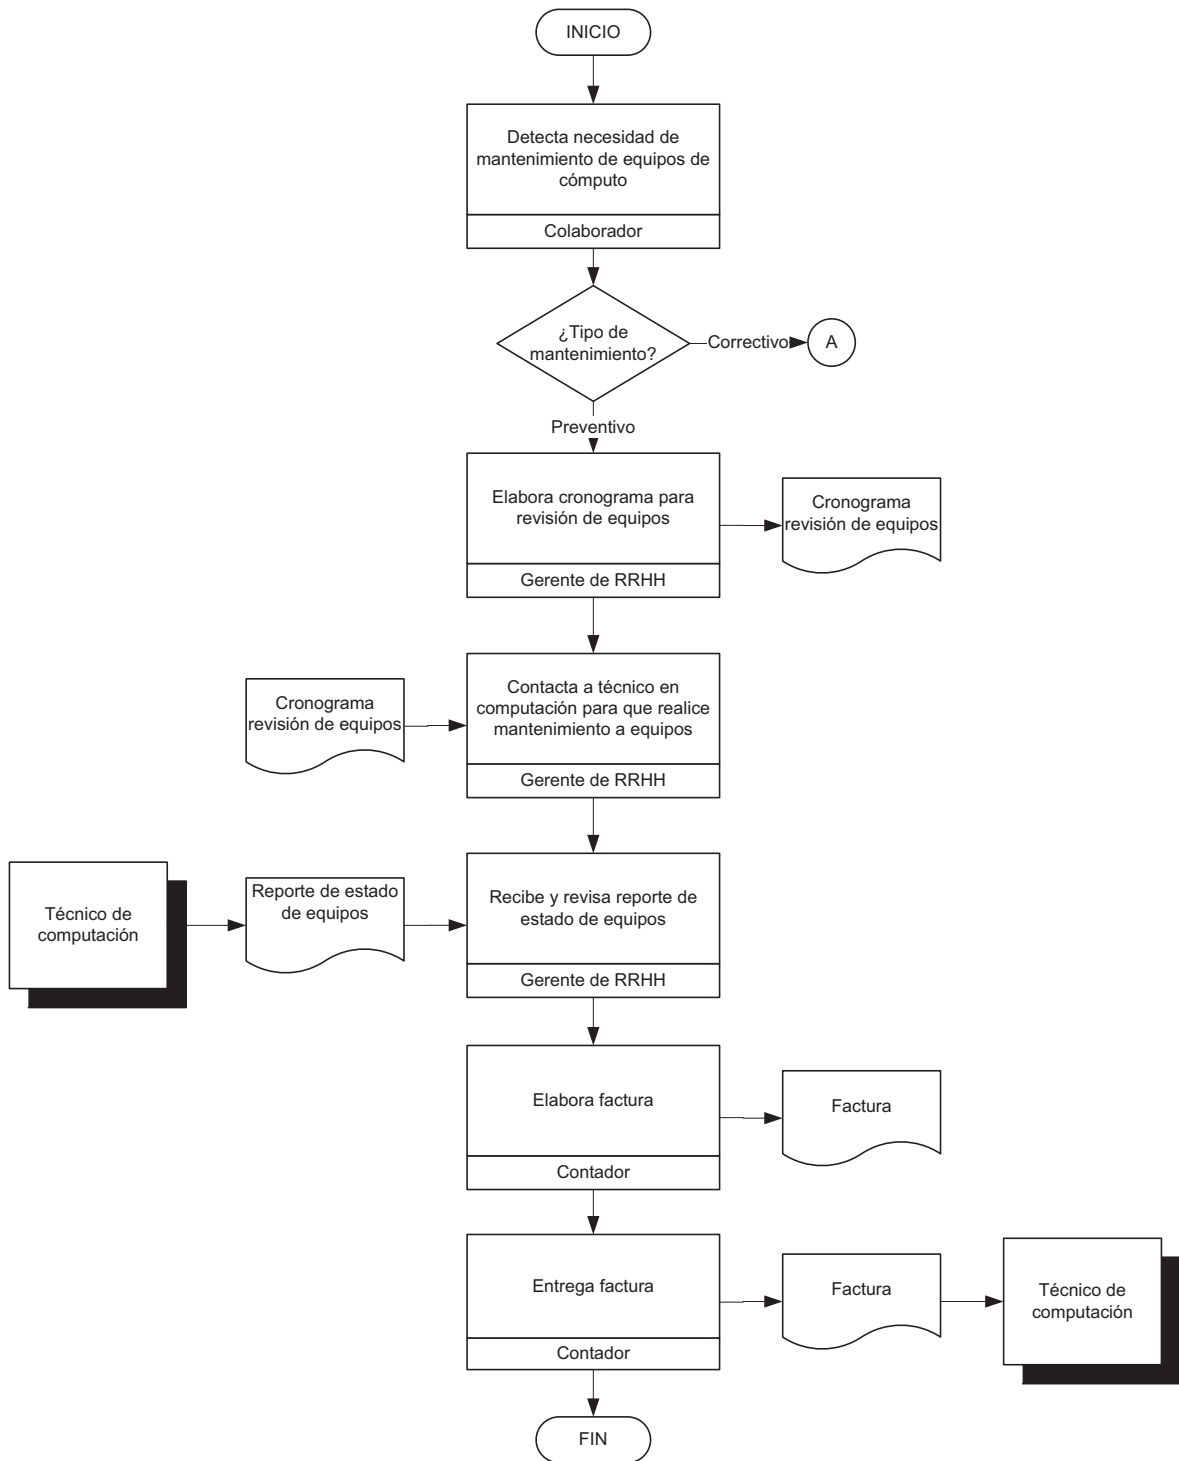 INICIO
Detecta necesidad de
mantenimiento de equipos de
cómputo
Colaborador
¿Tipo de
mantenimiento?
Correctivo
A
Preventivo
Elabora cronograma para
revisión de equipos
Gerente de RRHH
Cronograma
revisión de equipos
Cronograma
revisión de equipos
Contacta a técnico en
computación para que realice
mantenimiento a equipos
Gerente de RRHH
Técnico de
computación
Reporte de estado
de equipos
Recibe y revisa reporte de
estado de equipos
Gerente de RRHH
Elabora factura
Contador
Factura
Entrega factura
Contador
Factura
Técnico de
computación
FIN